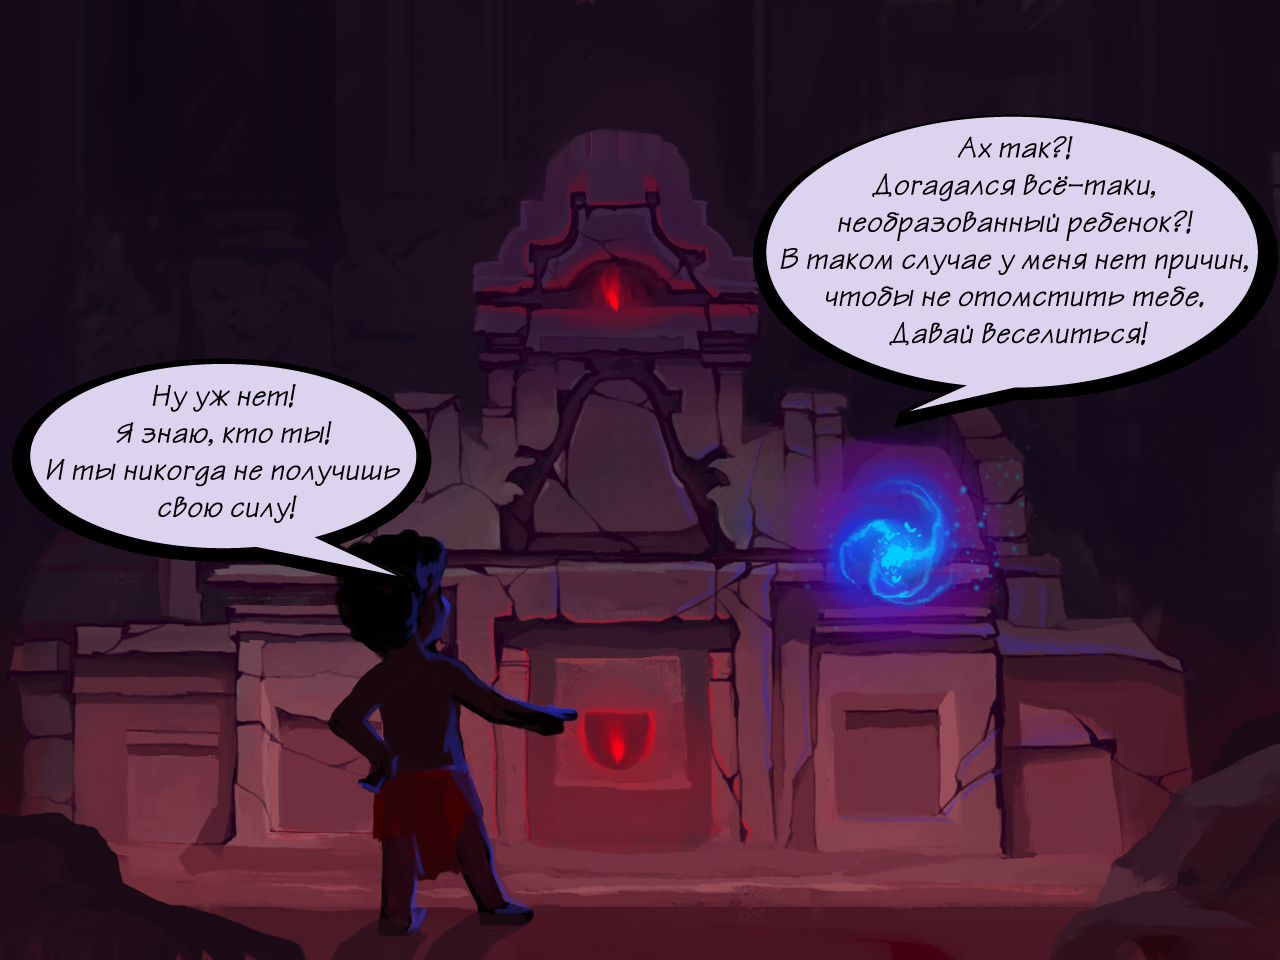 Ну уж нет!
Я знаю, кто ты!
И ты никогда не получишь
свою силу!
Ах так?!
Догадался всё-таки,
необразованный ребенок?!
В таком случае у меня нет причин,
чтобы не отомстить тебе.
Давай веселиться!